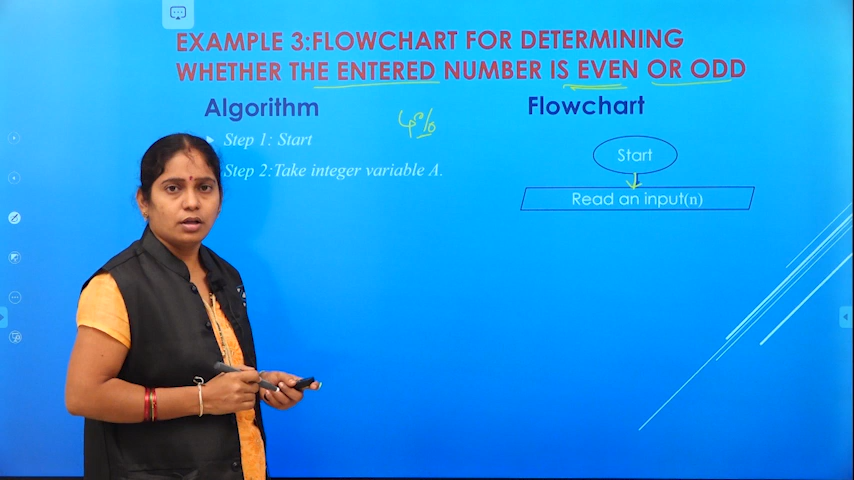 EXAMPLE 3:FLOWCHART FOR DETERMINING
WHETHER THE ENTERED NUMBER IS EVEN OR ODD
Algorithm
Step 1: Start
Step 2:Take integer variable A.
Flowchart
Start
Read an input(n)